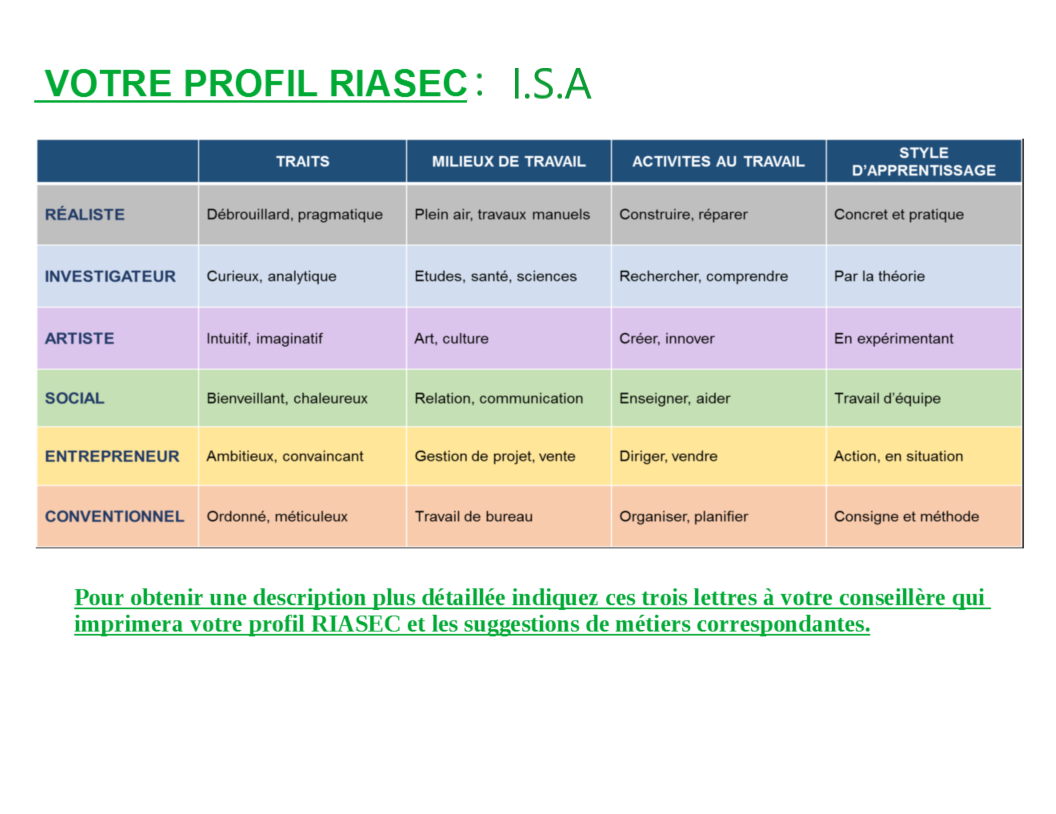 VOTRE PROFIL RIASEC : I.S.A
TRAITS MILIEUX DE TRAVAIL ACTIVITES AU TRAVAIL STYLE D’APPRENTISSAGE
RÉALISTE Débrouillard, pragmatique Plein air, travaux manuels Construire, réparer Concret et pratique
INVESTIGATEUR Curieux, analytique Etudes, santé, sciences Rechercher, comprendre Par la théorie
ARTISTE Intuitif, imaginatif Art, culture Créer, innover En expérimentant
SOCIAL Bienveillant, chaleureux Relation, communication Enseigner, aider Travail d’équipe
ENTREPRENEUR Ambitieux, convaincant Gestion de projet, vente Diriger, vendre Action, en situation
CONVENTIONNEL Ordonné, méticuleux Travail de bureau Organiser, planifier Consigne et méthode
Pour obtenir une description plus détaillée indiquez ces trois lettres à votre conseillère qui
imprimera votre profil RIASEC et les suggestions de métiers correspondantes.